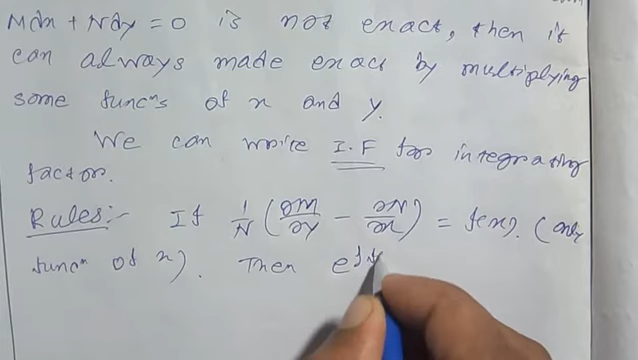 Mdx + Ndy = 0 is not exact, then it
can always made exact by multiplying
some funcⁿs of x and y.
We can write I.F for integrating
factor.
Rules:- If 1/N (∂M/∂y - ∂N/∂x) = f(x). (only
funcⁿ of x). Then e^∫f